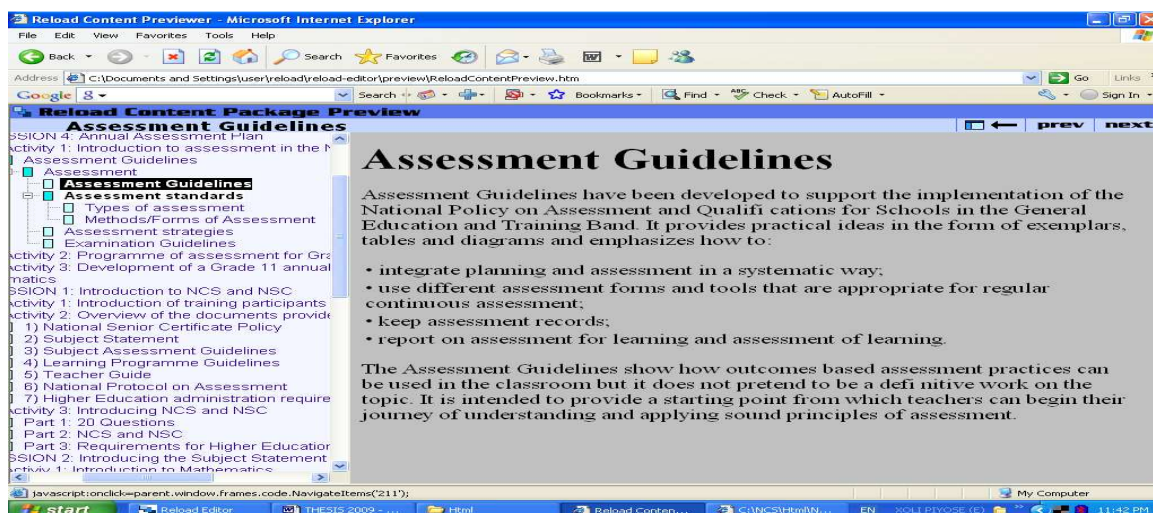 Reload Content Previewer - Microsoft Internet Explorer
File Edit View Favorites Tools Help
Back Search Favorites
Address C:\Documents and Settings\user\reload\reload-editor\preview\ReloadContentPreview.htm Go Links
Google Search Bookmarks Find Check AutoFill Sign In
Reload Content Package Preview
Assessment Guidelines prev next
SSION 4: Annual Assessment Plan
ctivity 1: Introduction to assessment in the N
Assessment Guidelines
Assessment
Assessment Guidelines
Assessment standards
Types of assessment
Methods/Forms of Assessment
Assessment strategies
Examination Guidelines
ctivity 2: Programme of assessment for Gra
ctivity 3: Development of a Grade 11 annual
matics
SSION 1: Introduction to NCS and NSC
ctivity 1: Introduction of training participants
ctivity 2: Overview of the documents provide
1) National Senior Certificate Policy
2) Subject Statement
3) Subject Assessment Guidelines
4) Learning Programme Guidelines
5) Teacher Guide
6) National Protocol on Assessment
7) Higher Education administration require
ctivity 3: Introducing NCS and NSC
Part 1: 20 Questions
Part 2: NCS and NSC
Part 3: Requirements for Higher Education
SSION 2: Introducing the Subject Statement
ctiviy 1: Introduction to Mathematics
Assessment Guidelines
Assessment Guidelines have been developed to support the implementation of the
National Policy on Assessment and Qualifi cations for Schools in the General
Education and Training Band. It provides practical ideas in the form of exemplars,
tables and diagrams and emphasizes how to:
• integrate planning and assessment in a systematic way;
• use different assessment forms and tools that are appropriate for regular
continuous assessment;
• keep assessment records;
• report on assessment for learning and assessment of learning.
The Assessment Guidelines show how outcomes based assessment practices can
be used in the classroom but it does not pretend to be a defi nitive work on the
topic. It is intended to provide a starting point from which teachers can begin their
journey of understanding and applying sound principles of assessment.
javascript:onclick=parent.window.frames.code.NavigateItems('211'); My Computer
start Reload Editor THESIS 2009 - ... Html Reload Conten... C:\NCS\Html\N... EN XOLI PIYOSE (E) 11:42 PM